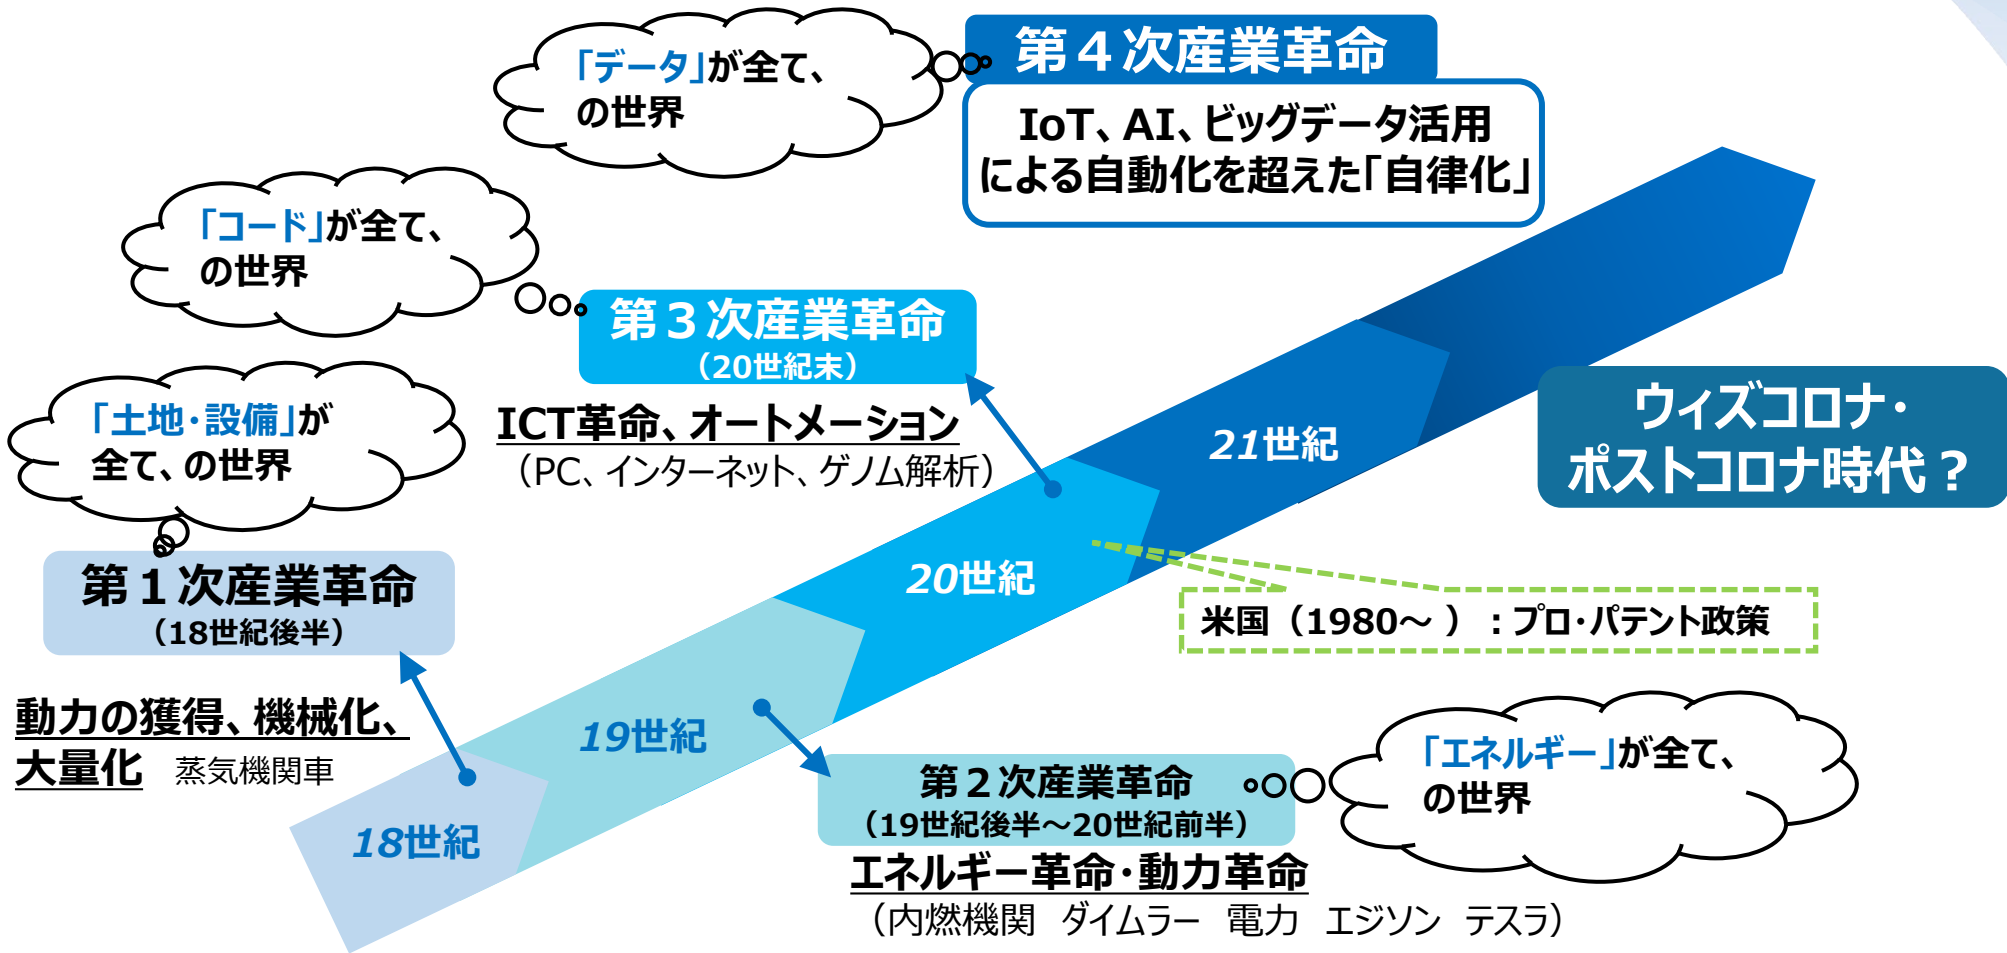 「データ」が全て、
の世界
第４次産業革命
IoT、AI、ビッグデータ活用
による自動化を超えた「自律化」
「コード」が全て、
の世界
第３次産業革命
（20世紀末）
ICT革命、オートメーション
（PC、インターネット、ゲノム解析）
「土地・設備」が
全て、の世界
第１次産業革命
（18世紀後半）
動力の獲得、機械化、
大量化　蒸気機関車
18世紀
19世紀
20世紀
21世紀
ウィズコロナ・
ポストコロナ時代？
米国（1980～ ）：プロ・パテント政策
第２次産業革命
（19世紀後半～20世紀前半）
エネルギー革命・動力革命
（内燃機関　ダイムラー　電力　エジソン　テスラ）
「エネルギー」が全て、
の世界